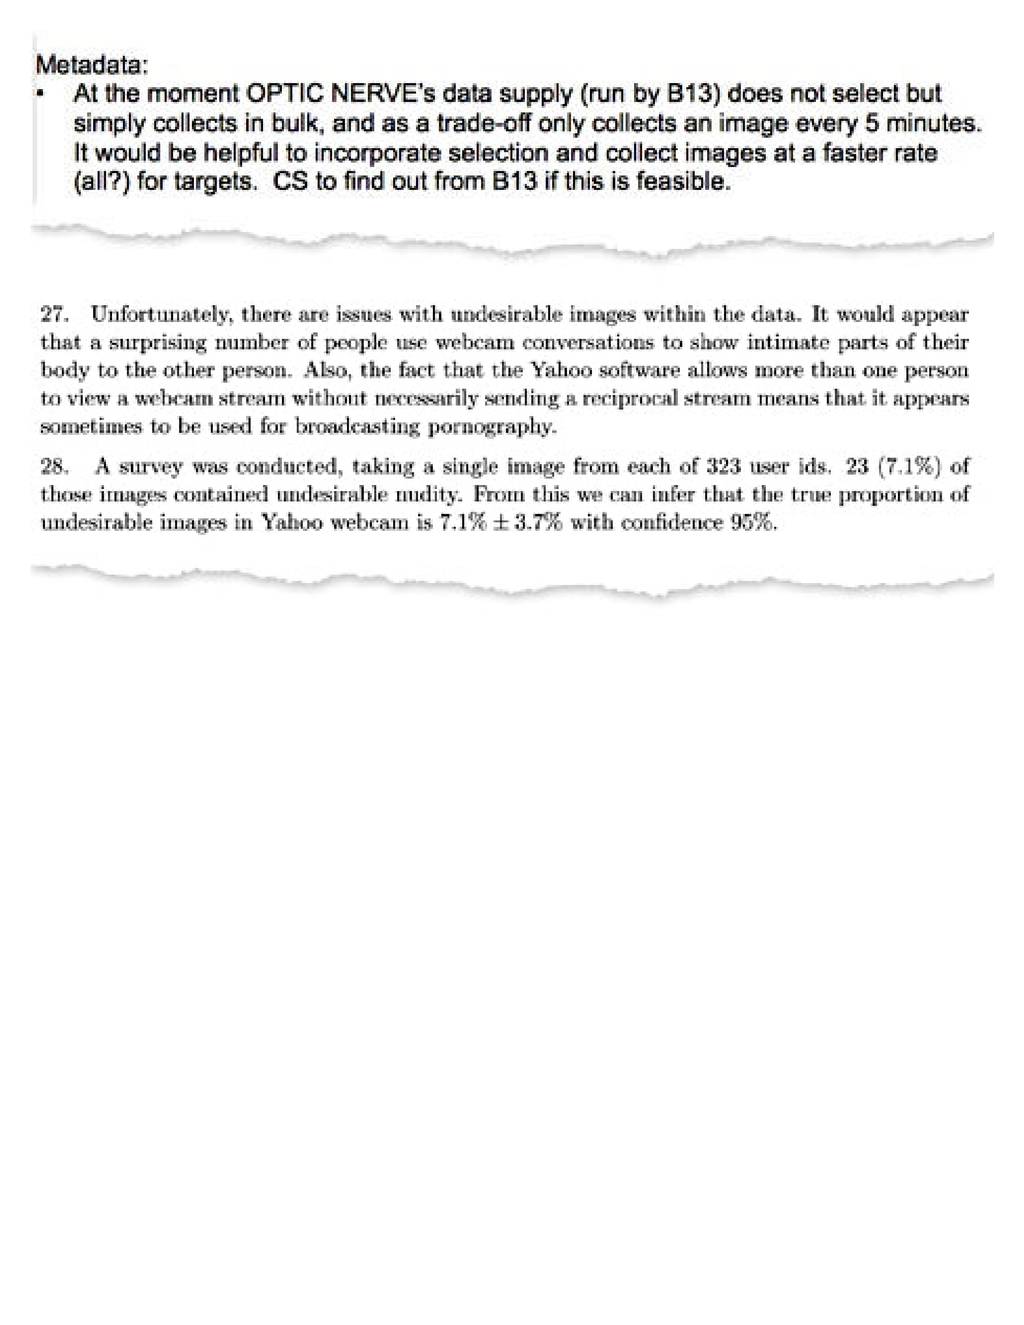 Metadata:
• At the moment OPTIC NERVE's data supply (run by B13) does not select but
simply collects in bulk, and as a trade-off only collects an image every 5 minutes.
It would be helpful to incorporate selection and collect images at a faster rate
(all?) for targets.  CS to find out from B13 if this is feasible.
27. Unfortunately, there are issues with undesirable images within the data. It would appear
that a surprising number of people use webcam conversations to show intimate parts of their
body to the other person. Also, the fact that the Yahoo software allows more than one person
to view a webcam stream without necessarily sending a reciprocal stream means that it appears
sometimes to be used for broadcasting pornography.
28. A survey was conducted, taking a single image from each of 323 user ids. 23 (7.1%) of
those images contained undesirable nudity. From this we can infer that the true proportion of
undesirable images in Yahoo webcam is 7.1% ± 3.7% with confidence 95%.